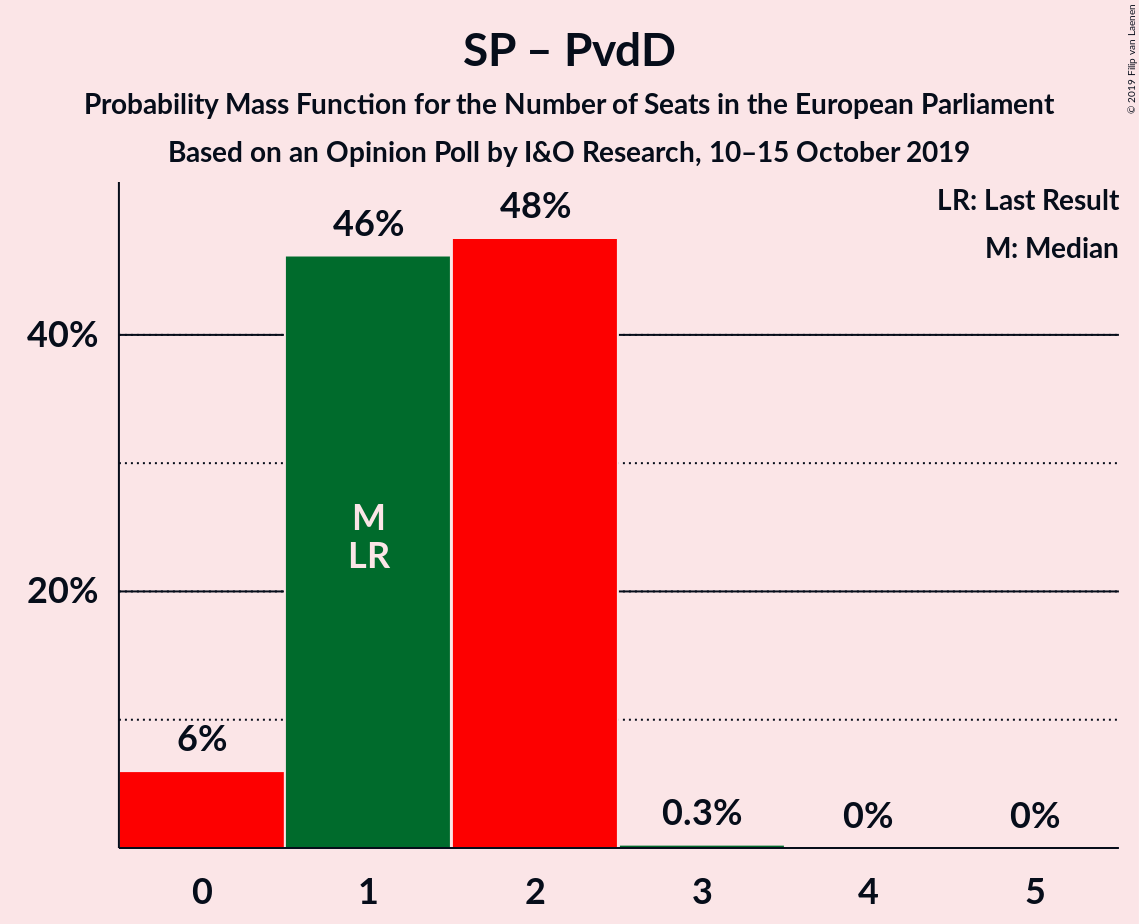 SP – PvdD
Probability Mass Function for the Number of Seats in the European Parliament
Based on an Opinion Poll by I&O Research, 10–15 October 2019
© 2019 Filip van Laenen
LR: Last Result
M: Median
46%
48%
40%
M
LR
20%
6%
0.3%
0%
0%
0
1
2
3
4
5